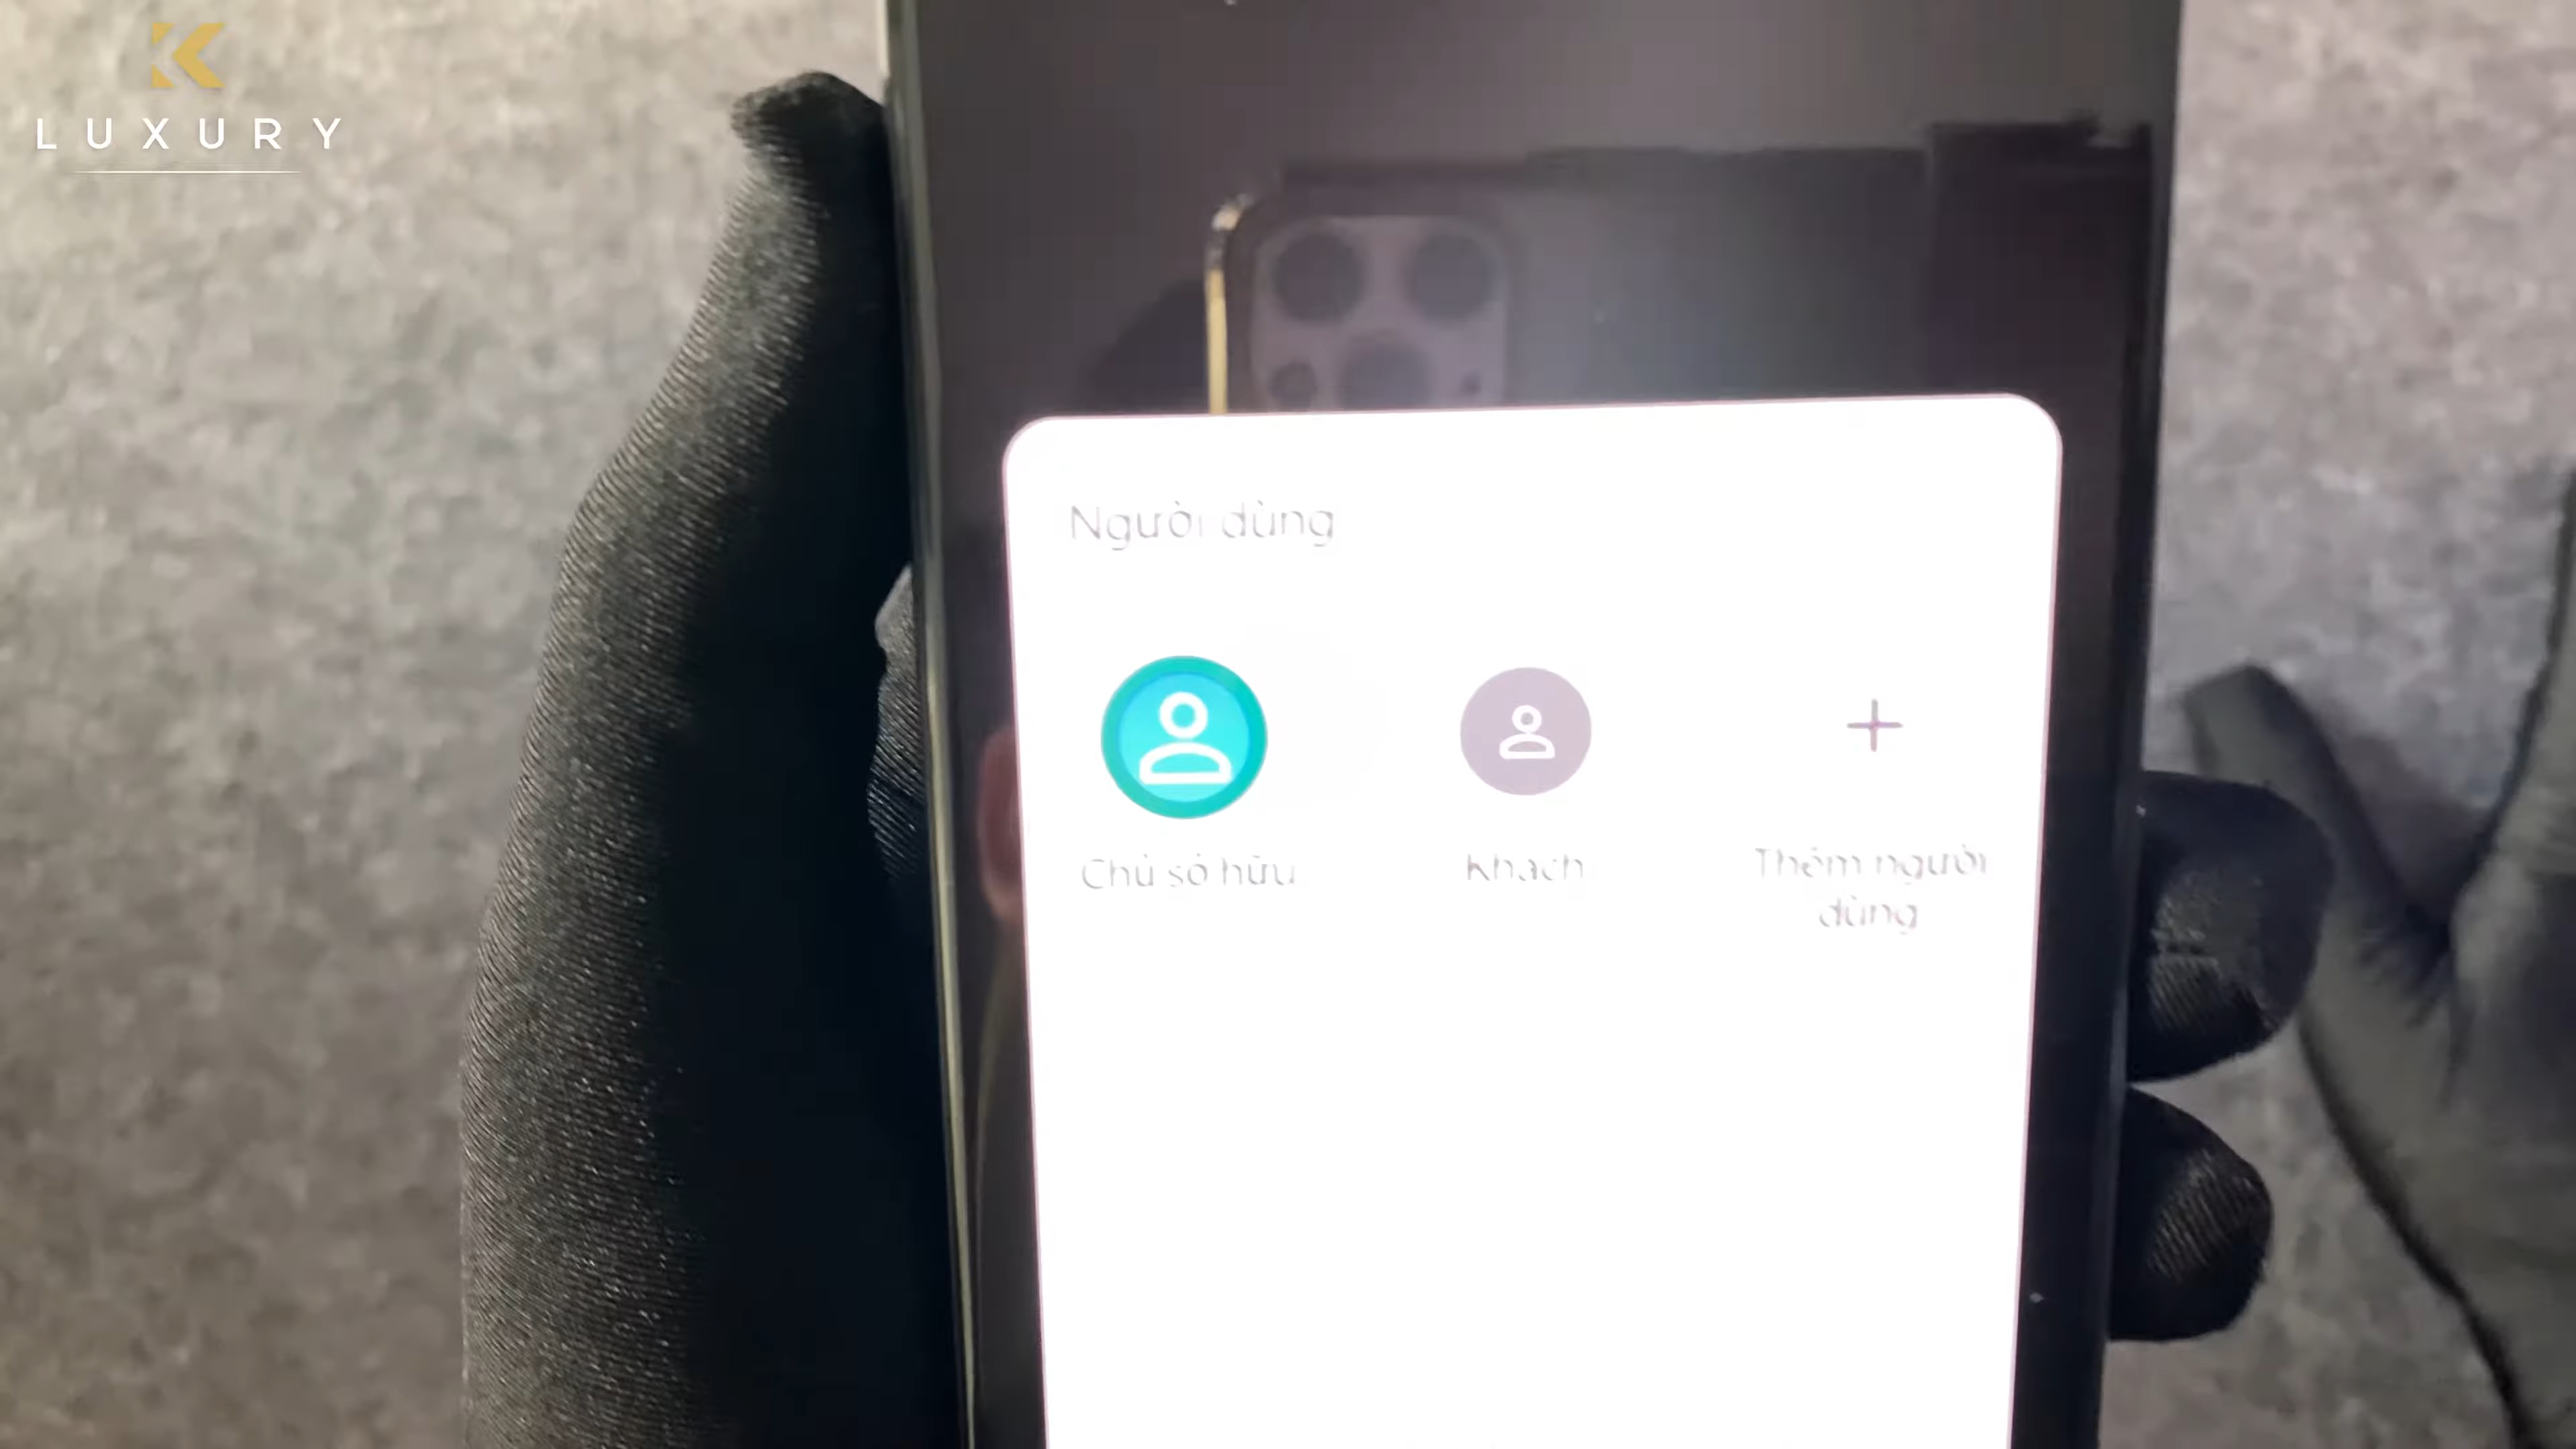 K
LUXURY
Người dùng
Chủ sở hữu
Khách
Thêm người
dùng